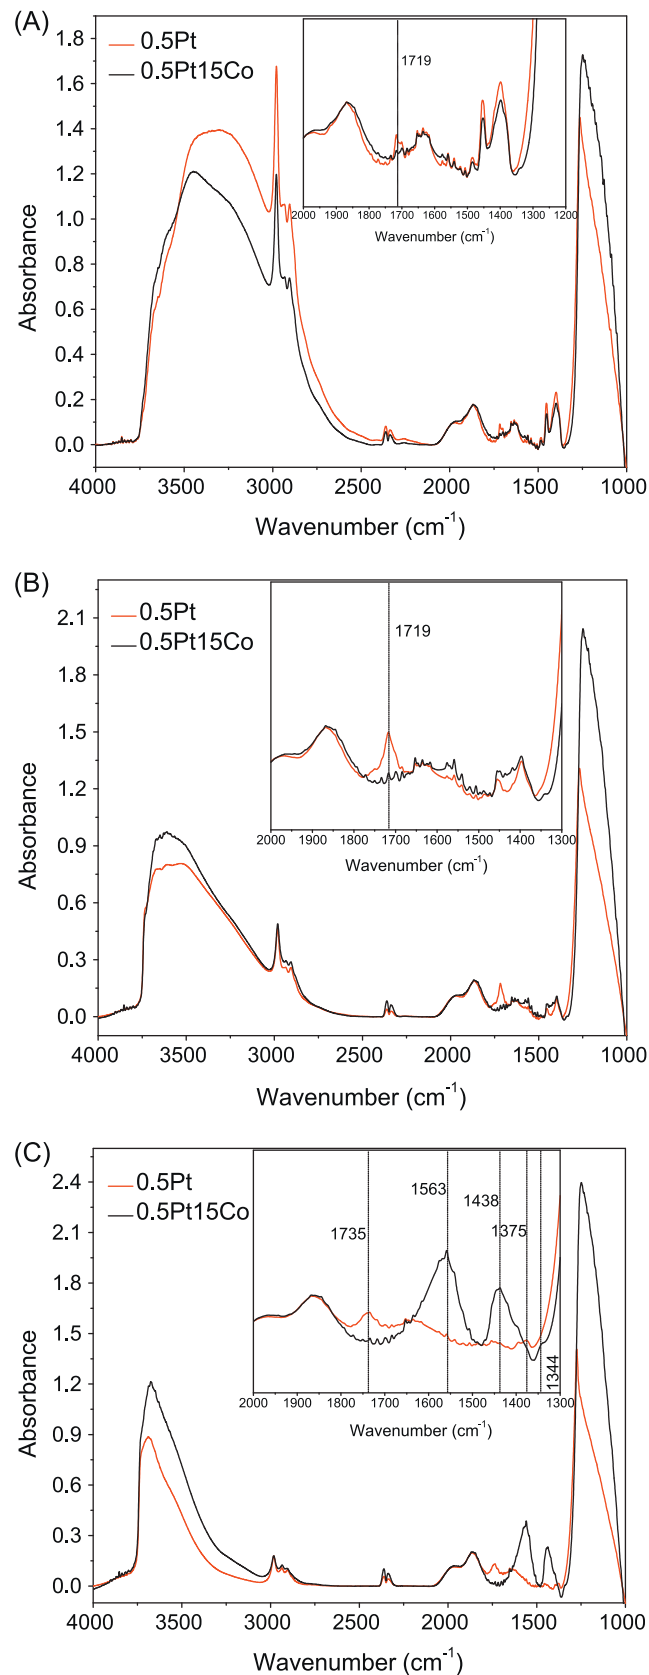 (A)
0.5Pt
0.5Pt15Co
1719
2000 1900 1800 1700 1600 1500 1400 1300 1200
Wavenumber (cm⁻¹)
1.8
1.6
1.4
1.2
1.0
0.8
0.6
0.4
0.2
0.0
Absorbance
4000 3500 3000 2500 2000 1500 1000
Wavenumber (cm⁻¹)
(B)
0.5Pt
0.5Pt15Co
1719
2000 1900 1800 1700 1600 1500 1400 1300
Wavenumber (cm⁻¹)
2.1
1.8
1.5
1.2
0.9
0.6
0.3
0.0
Absorbance
4000 3500 3000 2500 2000 1500 1000
Wavenumber (cm⁻¹)
(C)
0.5Pt
0.5Pt15Co
1735
1563
1438
1375
1344
2000 1900 1800 1700 1600 1500 1400 1300
Wavenumber (cm⁻¹)
2.4
2.1
1.8
1.5
1.2
0.9
0.6
0.3
0.0
Absorbance
4000 3500 3000 2500 2000 1500 1000
Wavenumber (cm⁻¹)